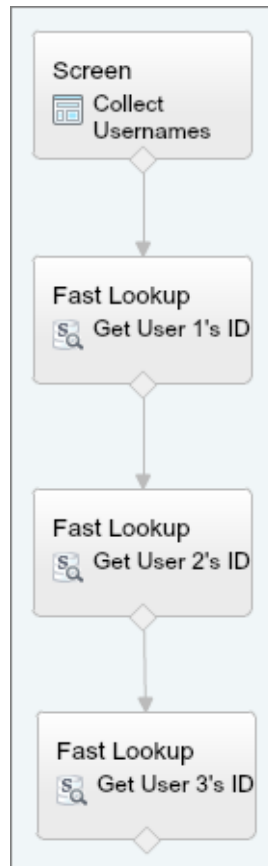 Screen
Collect
Usernames
Fast Lookup
Get User 1's ID
Fast Lookup
Get User 2's ID
Fast Lookup
Get User 3's ID